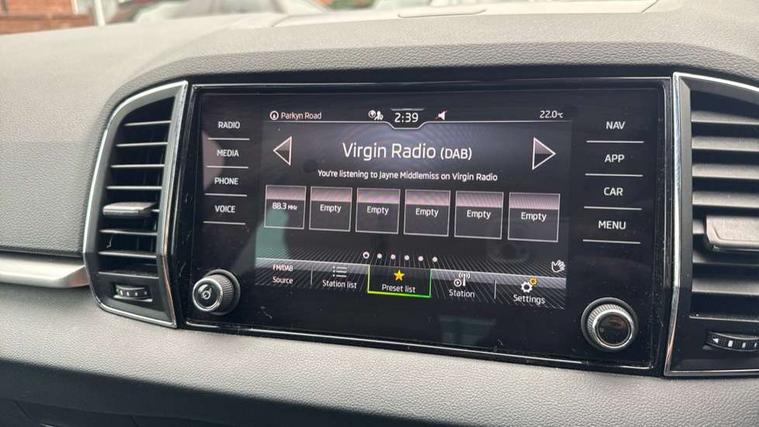 RADIO
MEDIA
PHONE
VOICE
Parkyn Road 2:39 22.0°C
Virgin Radio (DAB)
You're listening to Jayne Middlemiss on Virgin Radio
88.3 MHz Empty Empty Empty Empty Empty
FM/DAB
Source Station list Preset list Station Settings
NAV
APP
CAR
MENU